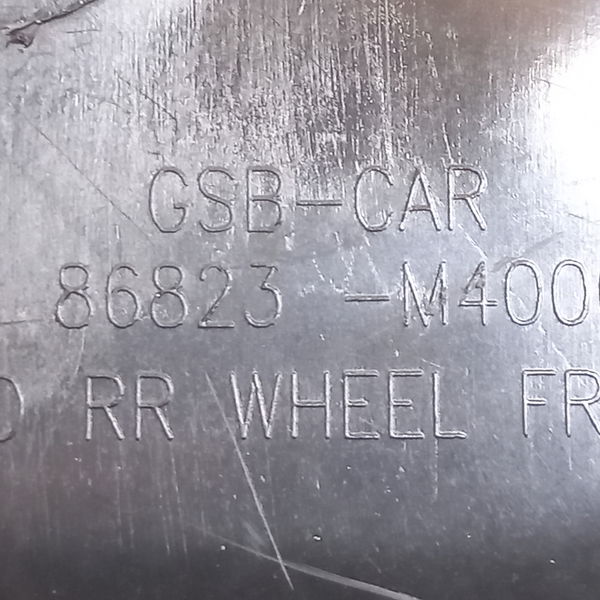 GSB-CAR
86823 -M400
RR WHEEL FR